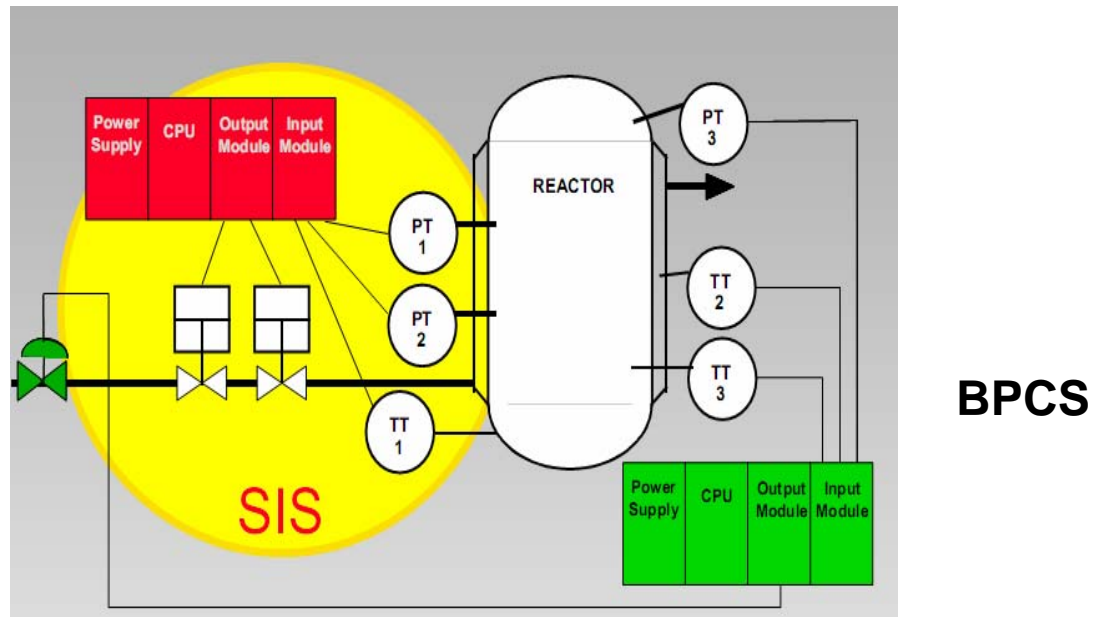 Power
Supply
CPU
Output
Module
Input
Module
PT
3
REACTOR
PT
1
TT
2
PT
2
TT
3
BPCS
TT
1
SIS
Power
Supply
CPU
Output
Module
Input
Module